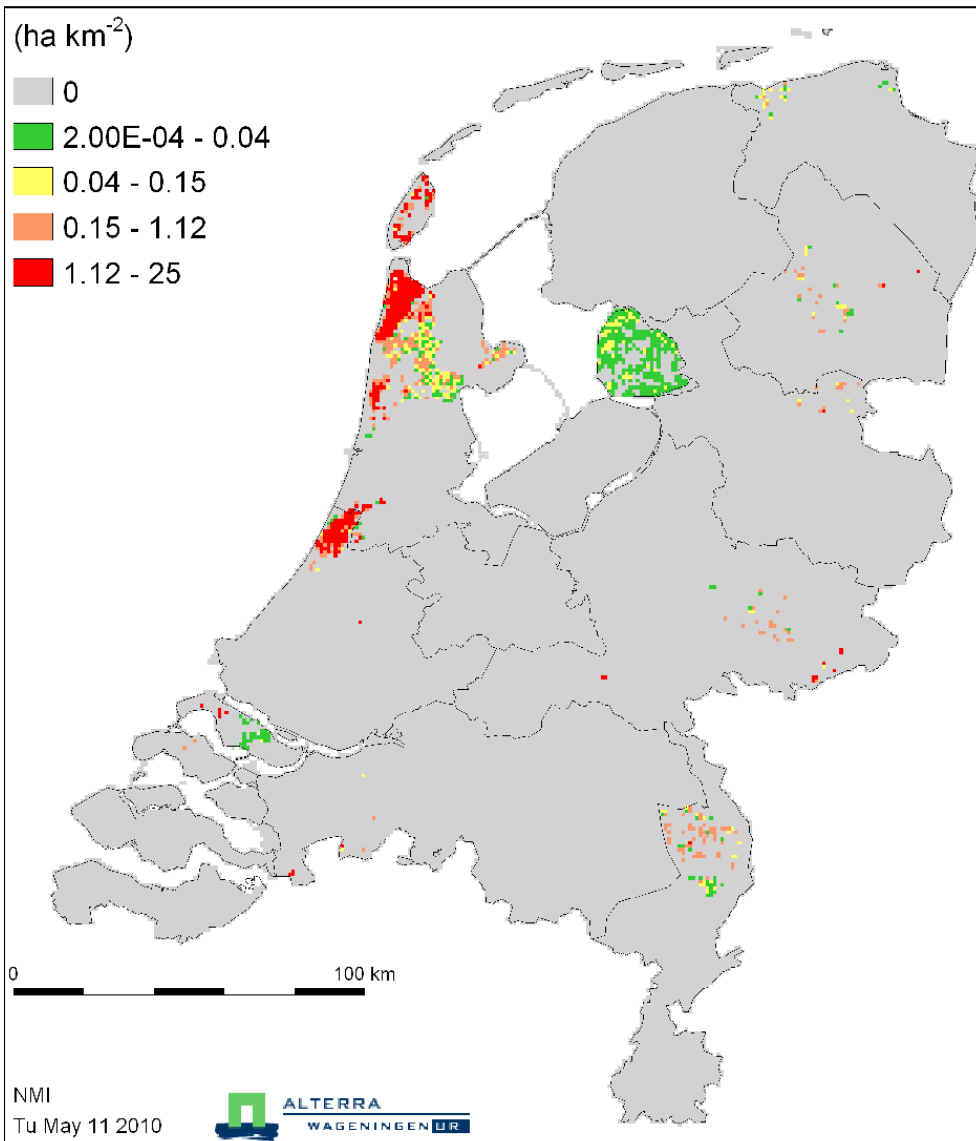 (ha km-2)
0
2.00E-04 - 0.04
0.04 - 0.15
0.15 - 1.12
1.12 - 25
0 100 km
NMI
Tu May 11 2010
ALTERRA
WAGENINGEN UR